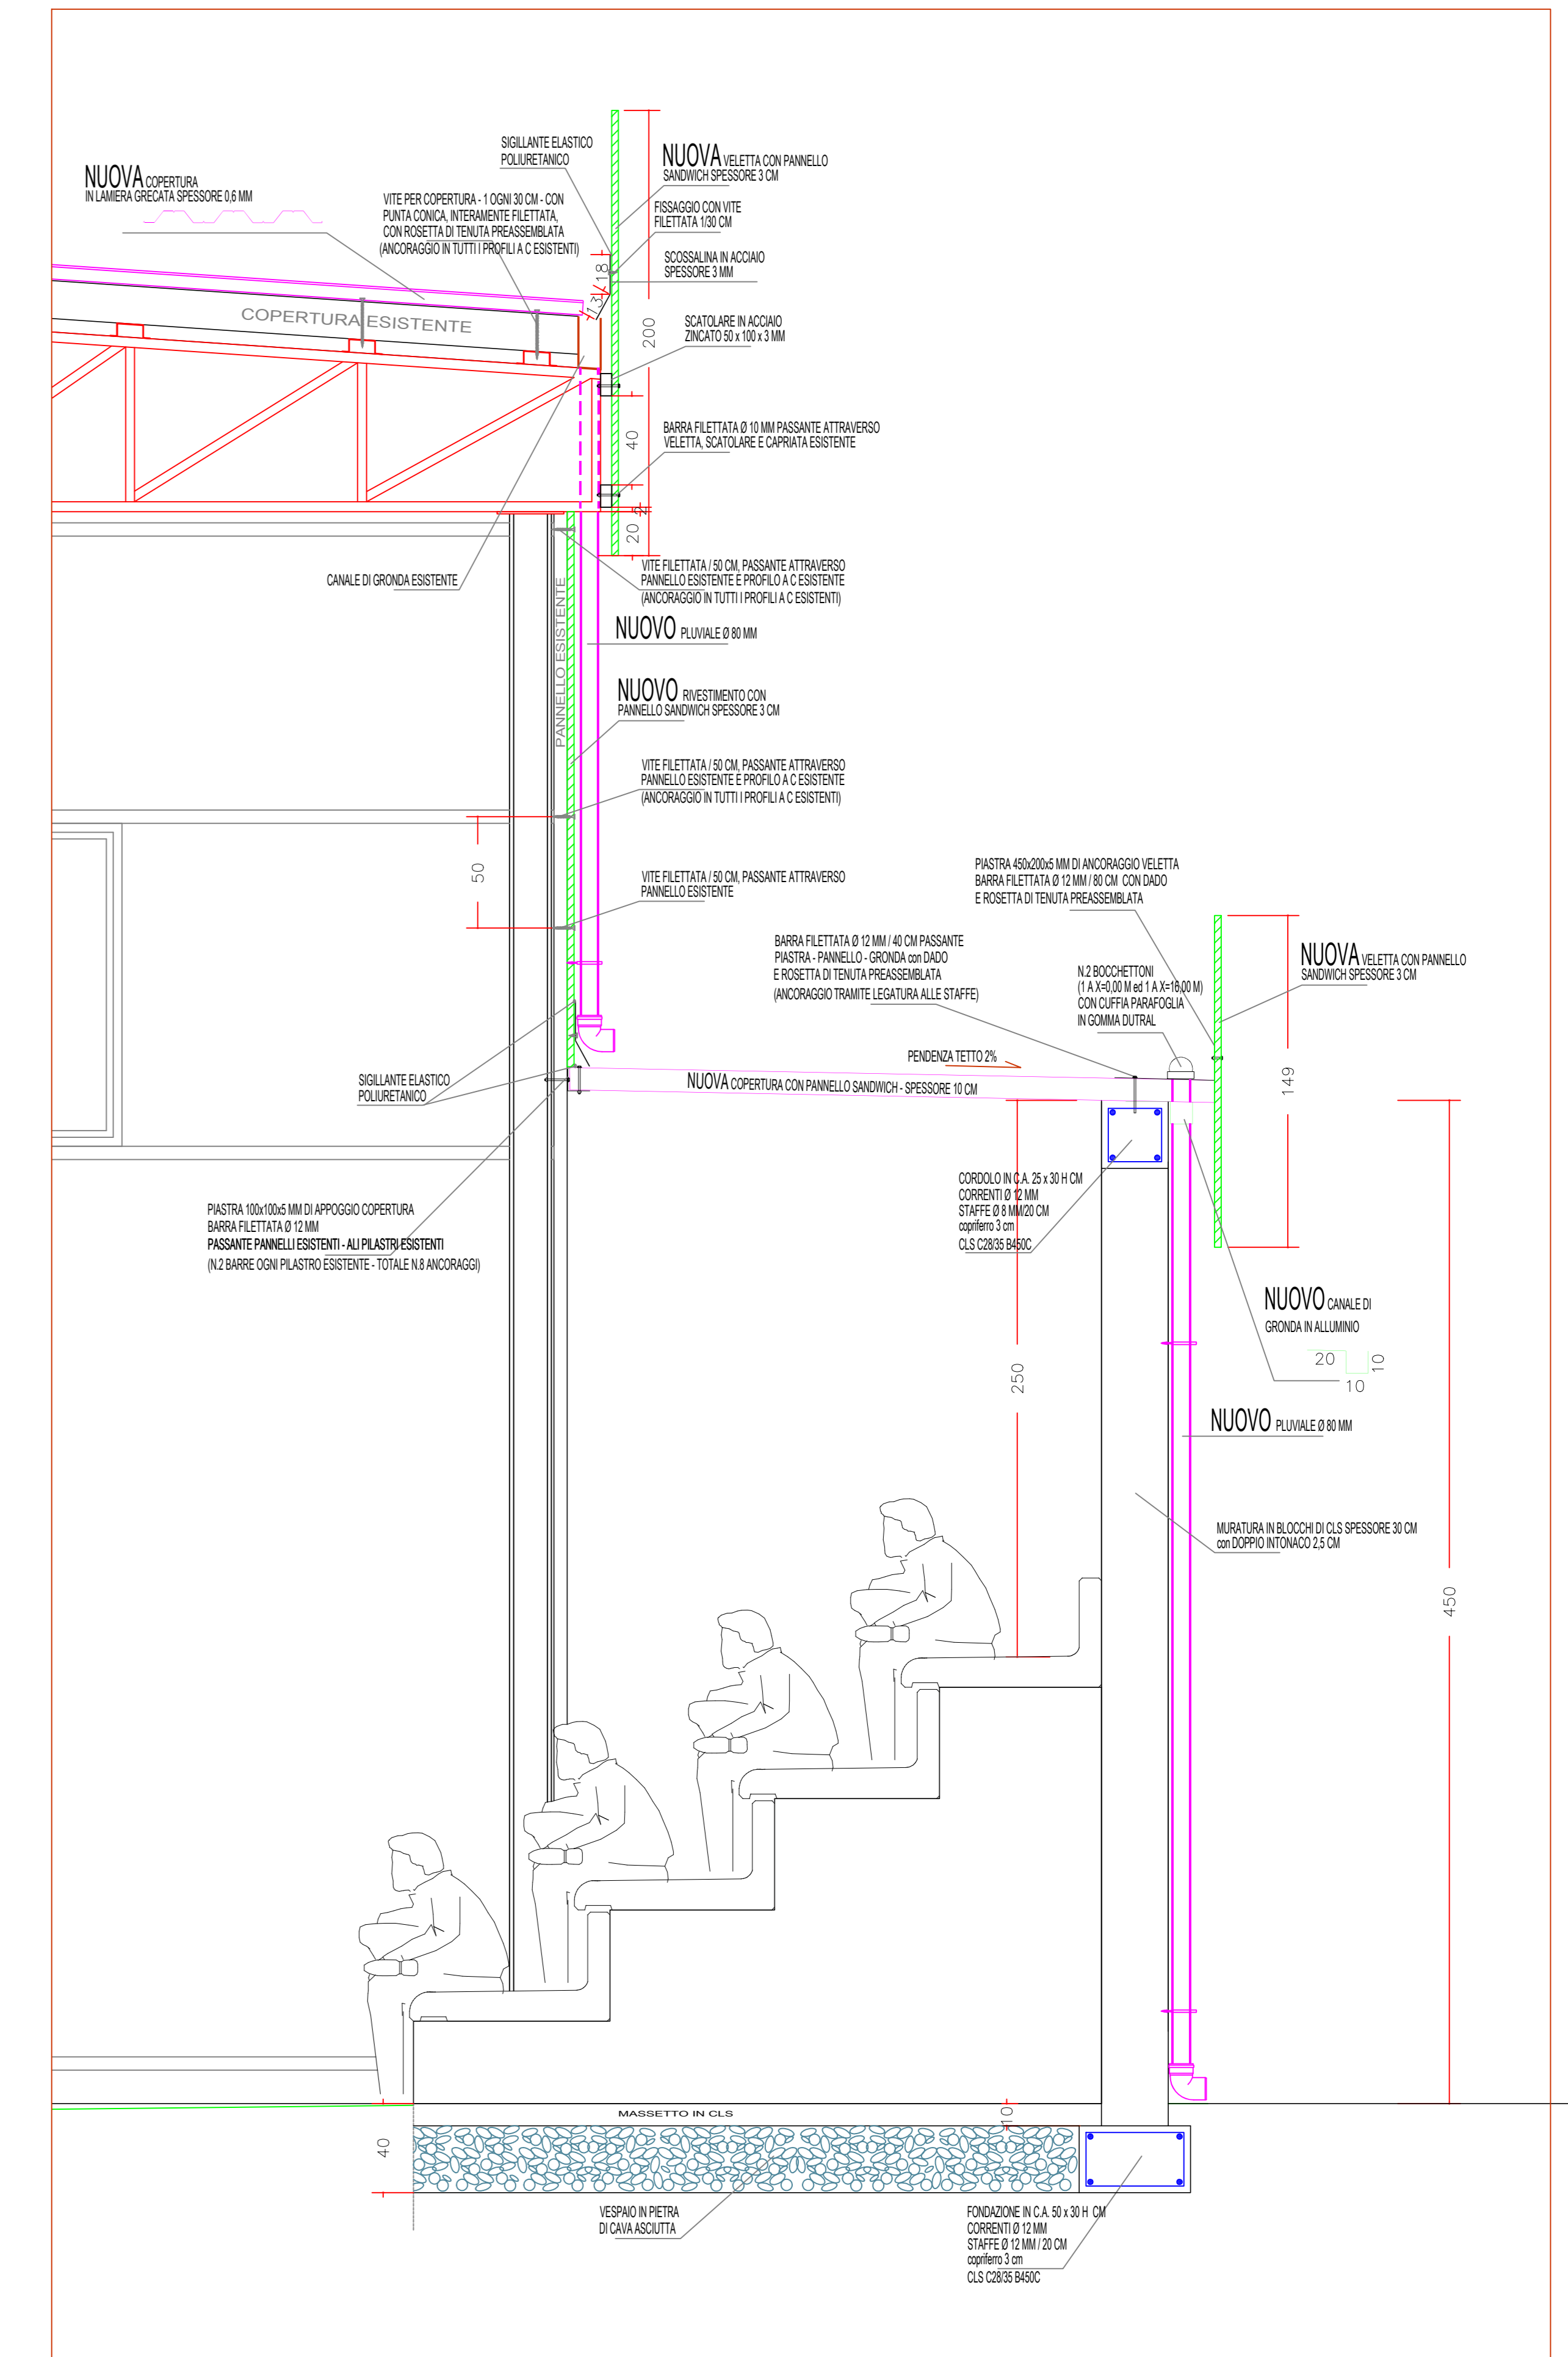 SIGILLANTE ELASTICO
POLIURETANICO
NUOVA VELETTA CON PANNELLO
SANDWICH SPESSORE 3 CM
NUOVA COPERTURA
IN LAMIERA GRECATA SPESSORE 0,6 MM
VITE PER COPERTURA - 1 OGNI 30 CM - CON
PUNTA CONICA, INTERAMENTE FILETTATA,
CON ROSETTA DI TENUTA PREASSEMBLATA
(ANCORAGGIO IN TUTTI I PROFILI A C ESISTENTI)
FISSAGGIO CON VITE
FILETTATA 1/30 CM
SCOSSALINA IN ACCIAIO
SPESSORE 3 MM
18
13
200
COPERTURA ESISTENTE
SCATOLARE IN ACCIAIO
ZINCATO 50 x 100 x 3 MM
BARRA FILETTATA Ø 10 MM PASSANTE ATTRAVERSO
VELETTA, SCATOLARE E CAPRIATA ESISTENTE
40
2
20
CANALE DI GRONDA ESISTENTE
VITE FILETTATA / 50 CM, PASSANTE ATTRAVERSO
PANNELLO ESISTENTE E PROFILO A C ESISTENTE
(ANCORAGGIO IN TUTTI I PROFILI A C ESISTENTI)
PANNELLO ESISTENTE
NUOVO PLUVIALE Ø 80 MM
NUOVO RIVESTIMENTO CON
PANNELLO SANDWICH SPESSORE 3 CM
VITE FILETTATA / 50 CM, PASSANTE ATTRAVERSO
PANNELLO ESISTENTE E PROFILO A C ESISTENTE
(ANCORAGGIO IN TUTTI I PROFILI A C ESISTENTI)
50
VITE FILETTATA / 50 CM, PASSANTE ATTRAVERSO
PANNELLO ESISTENTE
PIASTRA 450x200x5 MM DI ANCORAGGIO VELETTA
BARRA FILETTATA Ø 12 MM / 80 CM CON DADO
E ROSETTA DI TENUTA PREASSEMBLATA
BARRA FILETTATA Ø 12 MM / 40 CM PASSANTE
PIASTRA - PANNELLO - GRONDA con DADO
E ROSETTA DI TENUTA PREASSEMBLATA
(ANCORAGGIO TRAMITE LEGATURA ALLE STAFFE)
N.2 BOCCHETTONI
(1 A X=0,00 M ed 1 A X=16,00 M)
CON CUFFIA PARAFOGLIA
IN GOMMA DUTRAL
NUOVA VELETTA CON PANNELLO
SANDWICH SPESSORE 3 CM
149
PENDENZA TETTO 2%
SIGILLANTE ELASTICO
POLIURETANICO
NUOVA COPERTURA CON PANNELLO SANDWICH - SPESSORE 10 CM
CORDOLO IN C.A. 25 x 30 H CM
CORRENTI Ø 12 MM
STAFFE Ø 8 MM/20 CM
copriferro 3 cm
CLS C28/35 B450C
PIASTRA 100x100x5 MM DI APPOGGIO COPERTURA
BARRA FILETTATA Ø 12 MM
PASSANTE PANNELLI ESISTENTI - ALI PILASTRI ESISTENTI
(N.2 BARRE OGNI PILASTRO ESISTENTE - TOTALE N.8 ANCORAGGI)
NUOVO CANALE DI
GRONDA IN ALLUMINIO
20
10
10
250
NUOVO PLUVIALE Ø 80 MM
MURATURA IN BLOCCHI DI CLS SPESSORE 30 CM
con DOPPIO INTONACO 2,5 CM
450
MASSETTO IN CLS
10
40
VESPAIO IN PIETRA
DI CAVA ASCIUTTA
FONDAZIONE IN C.A. 50 x 30 H CM
CORRENTI Ø 12 MM
STAFFE Ø 12 MM / 20 CM
copriferro 3 cm
CLS C28/35 B450C